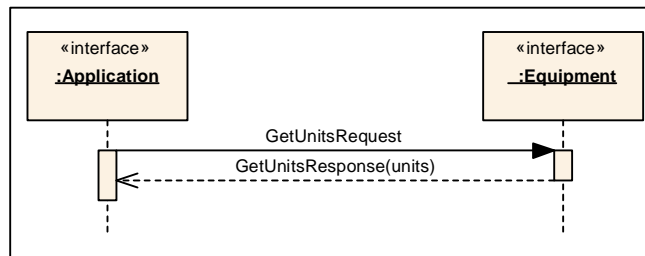 «interface»
:Application
«interface»
:Equipment
GetUnitsRequest
GetUnitsResponse(units)